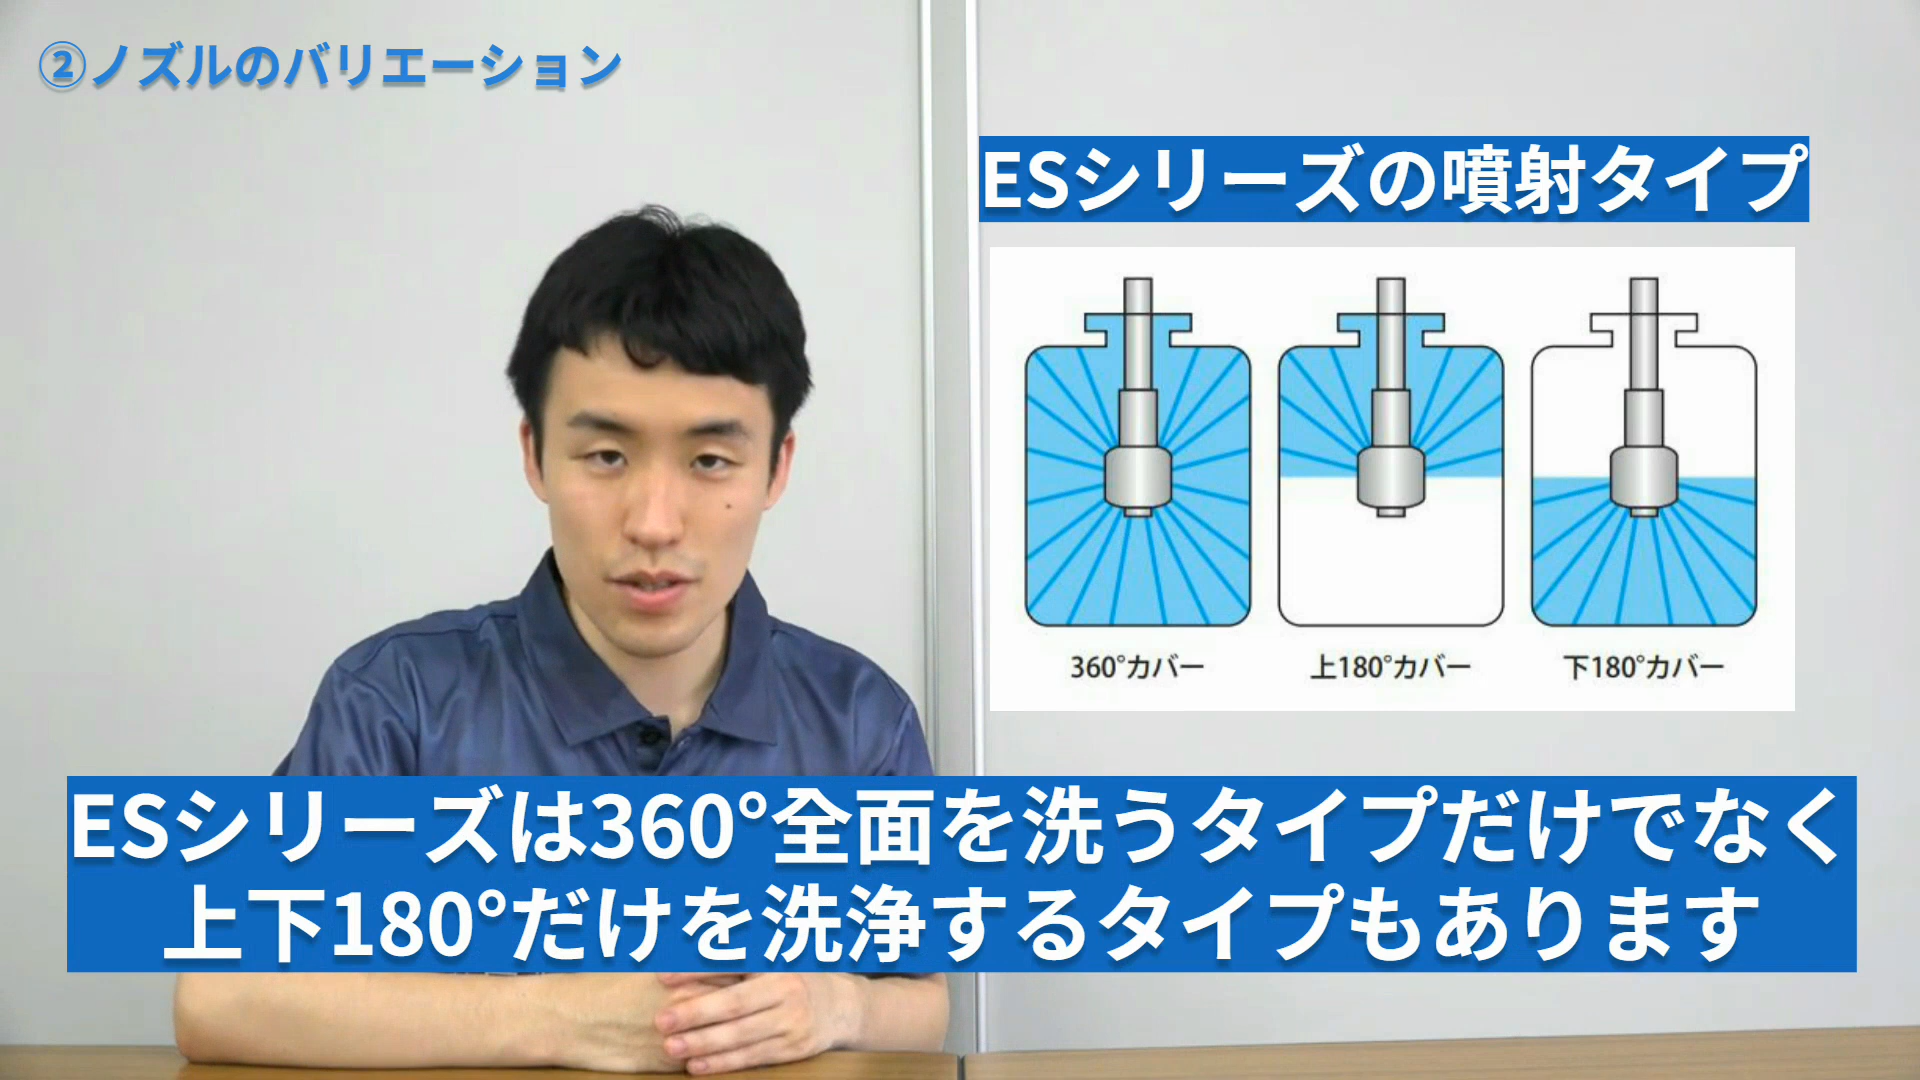 ②ノズルのバリエーション
ESシリーズの噴射タイプ
360°カバー
上180°カバー
下180°カバー
ESシリーズは360°全面を洗うタイプだけでなく
上下180°だけを洗浄するタイプもあります